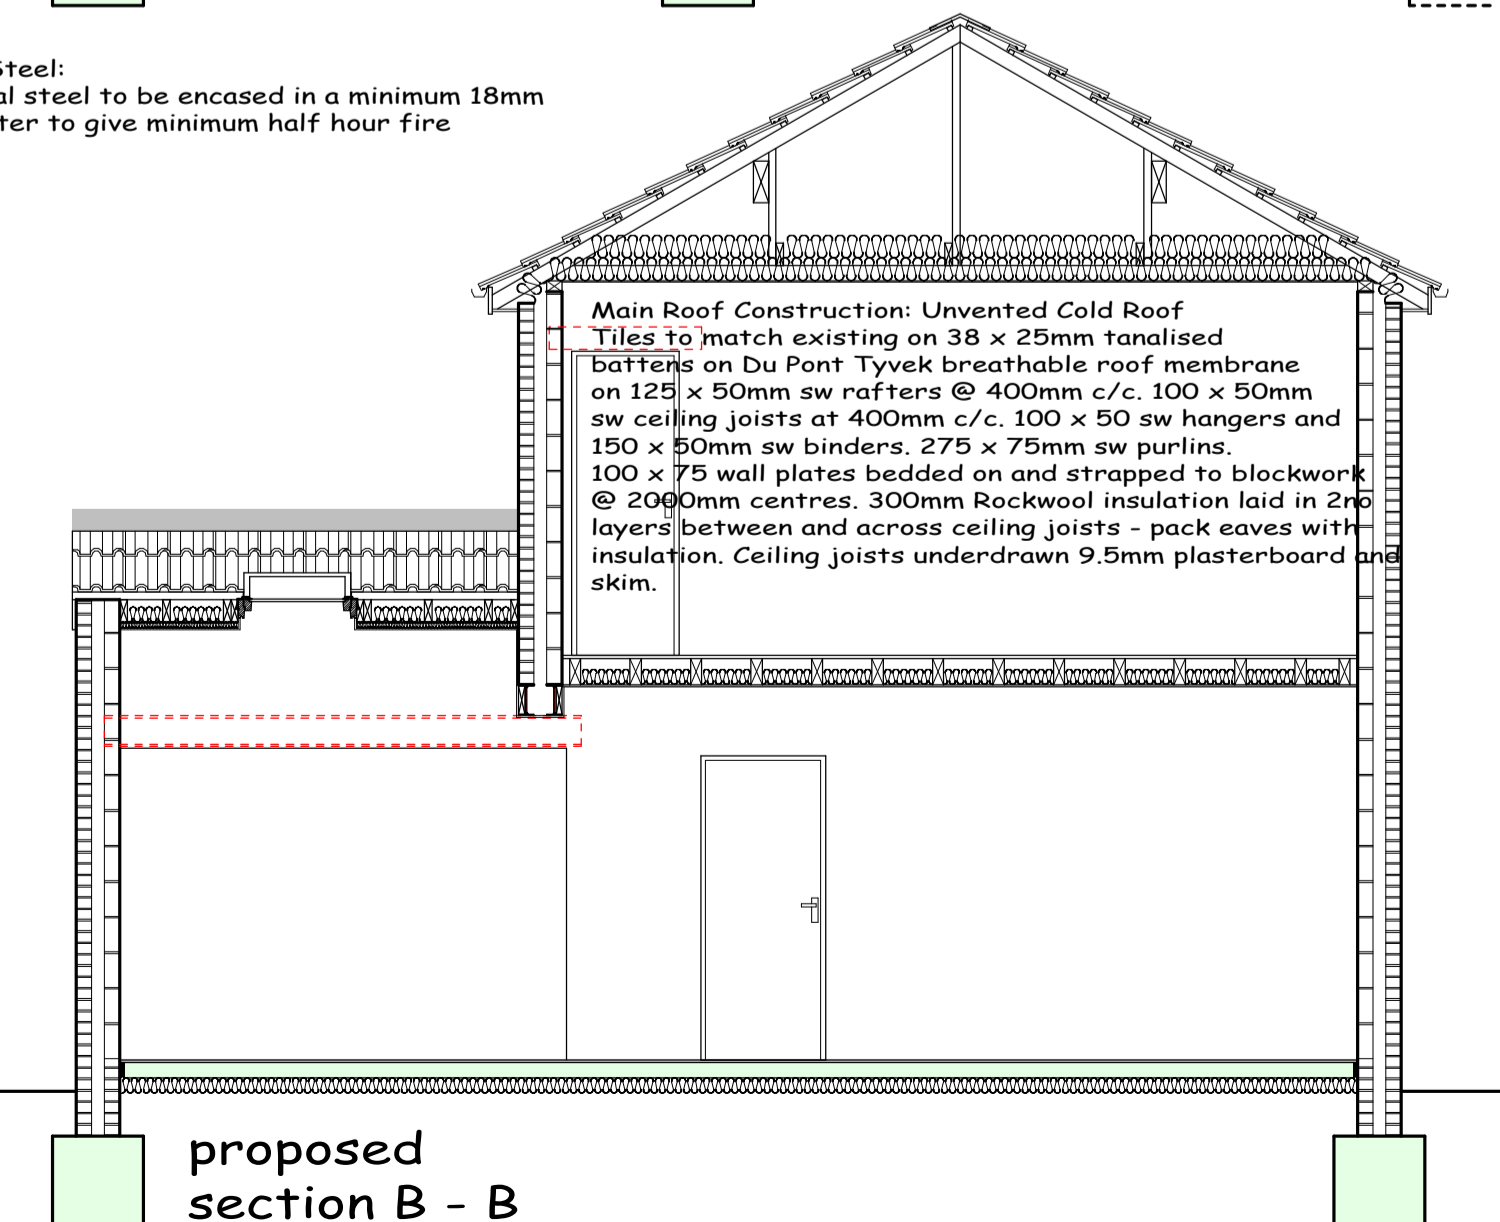 Steel:
al steel to be encased in a minimum 18mm
ter to give minimum half hour fire
Main Roof Construction: Unvented Cold Roof
Tiles to match existing on 38 x 25mm tanalised
battens on Du Pont Tyvek breathable roof membrane
on 125 x 50mm sw rafters @ 400mm c/c. 100 x 50mm
sw ceiling joists at 400mm c/c. 100 x 50 sw hangers and
150 x 50mm sw binders. 275 x 75mm sw purlins.
100 x 75 wall plates bedded on and strapped to blockwork
@ 2000mm centres. 300mm Rockwool insulation laid in 2no
layers between and across ceiling joists - pack eaves with
insulation. Ceiling joists underdrawn 9.5mm plasterboard and
skim.
proposed
section B - B